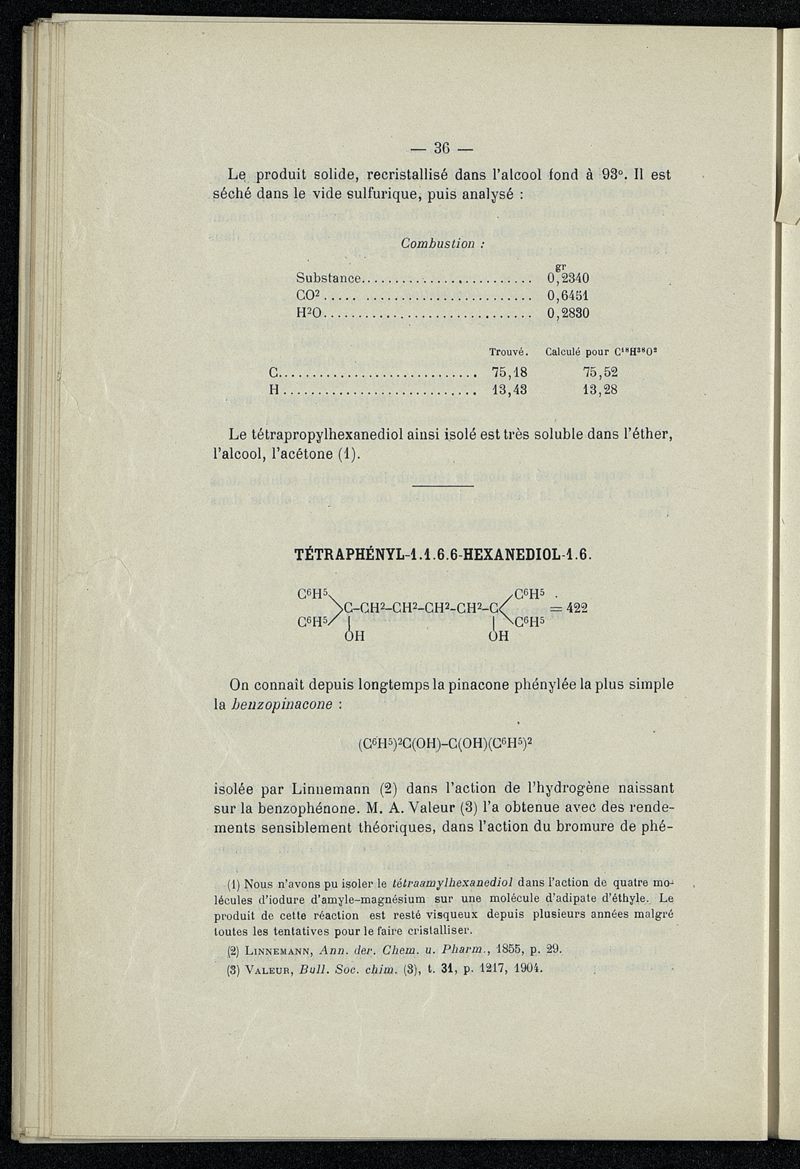 — 36 —
Le produit solide, recristallisé dans l'alcool fond à 93°. Il est
séché dans le vide sulfurique, puis analysé :
Combustion :
gr
Substance.......................... 0,2340
CO² ............................... 0,6451
H²O................................ 0,2830
Trouvé. Calculé pour C¹⁸H³⁸O²
C.............................. 75,18 75,52
H.............................. 13,43 13,28
Le tétrapropylhexanediol ainsi isolé est très soluble dans l'éther,
l'alcool, l'acétone (1).
TÉTRAPHÉNYL-1.1.6.6-HEXANEDIOL-1.6.
C⁶H⁵ C⁶H⁵
C-CH²-CH²-CH²-CH²-C = 422
C⁶H⁵ C⁶H⁵
OH OH
On connaît depuis longtemps la pinacone phénylée la plus simple
la benzopinacone :
(C⁶H⁵)²C(OH)-C(OH)(C⁶H⁵)²
isolée par Linnemann (2) dans l'action de l'hydrogène naissant
sur la benzophénone. M. A. Valeur (3) l'a obtenue avec des rende-
ments sensiblement théoriques, dans l'action du bromure de phé-
(1) Nous n'avons pu isoler le tétraamylhexanediol dans l'action de quatre mo-
lécules d'iodure d'amyle-magnésium sur une molécule d'adipate d'éthyle. Le
produit de cette réaction est resté visqueux depuis plusieurs années malgré
toutes les tentatives pour le faire cristalliser.
(2) LINNEMANN, Ann. der. Chem. u. Pharm., 1855, p. 29.
(3) VALEUR, Bull. Soc. chim. (3), t. 31, p. 1217, 1904.